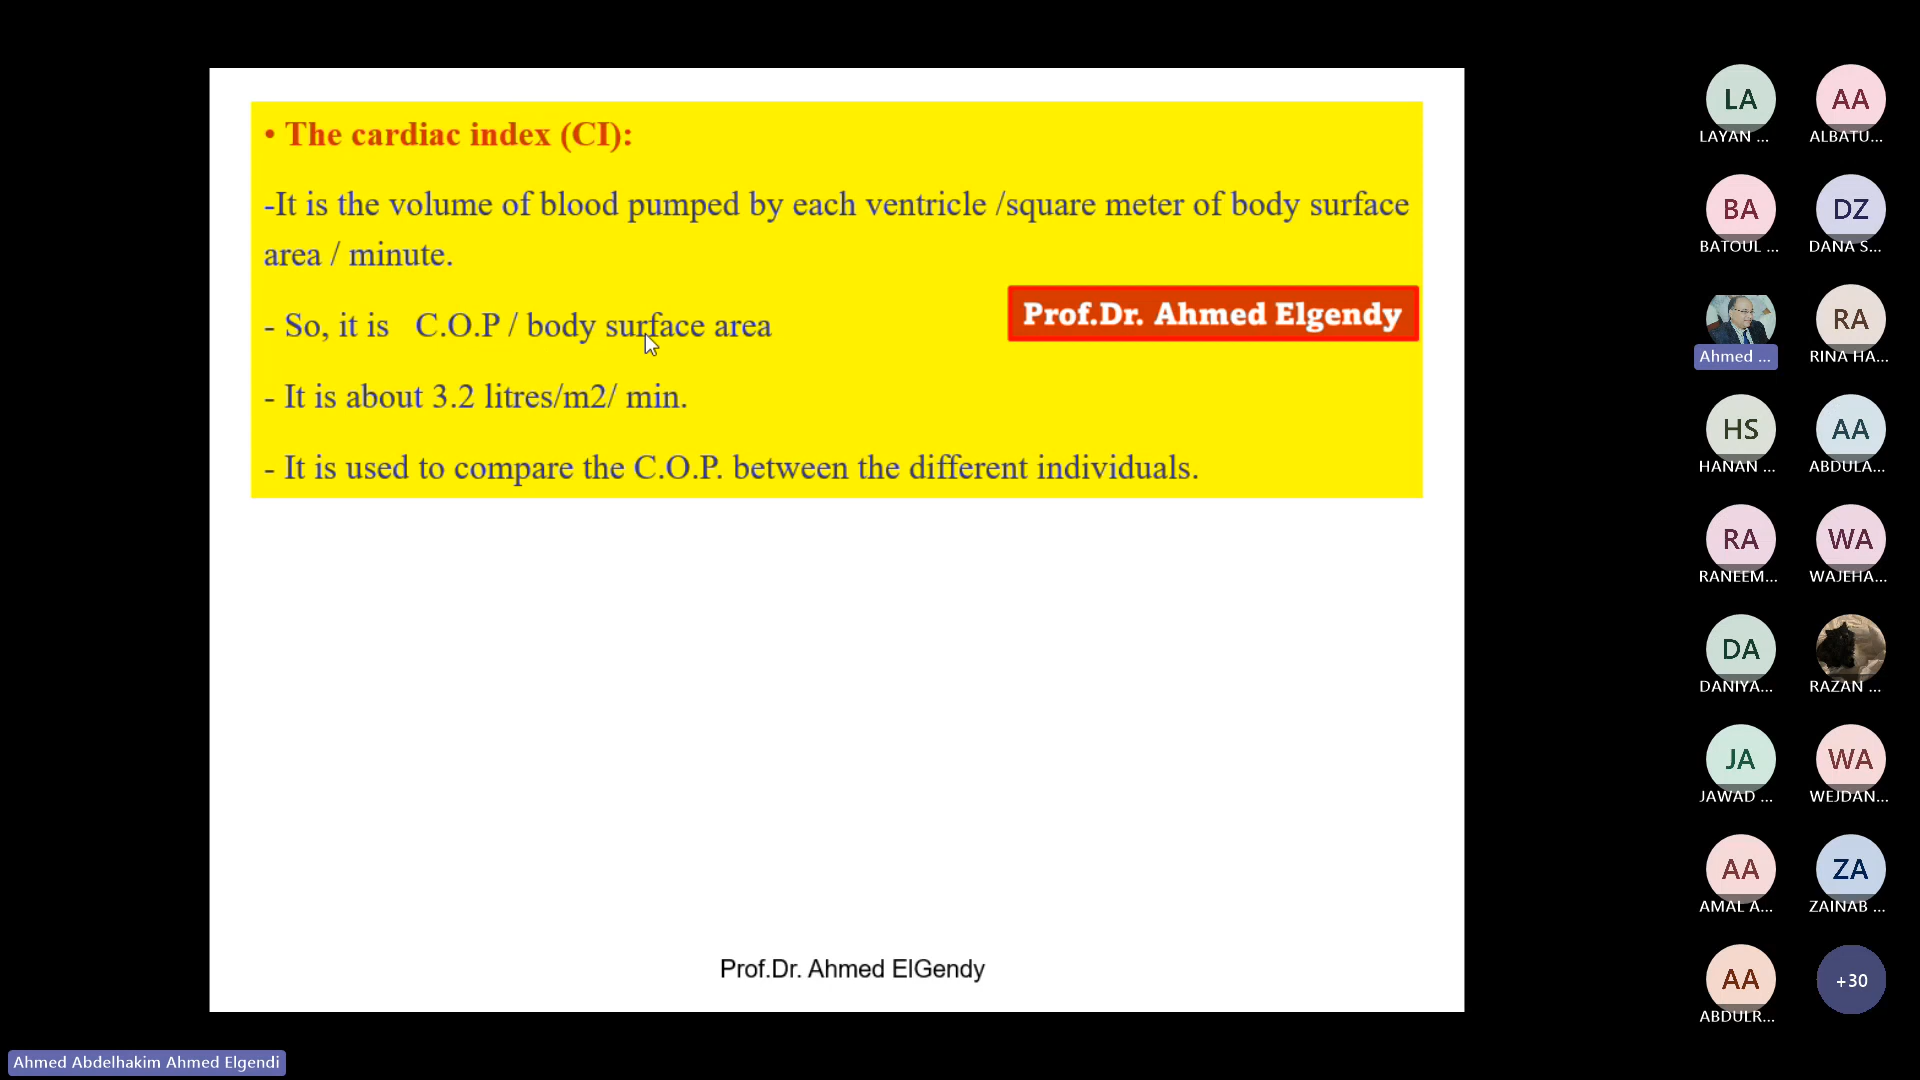 • The cardiac index (CI):
-It is the volume of blood pumped by each ventricle /square meter of body surface
area / minute.
- So, it is C.O.P / body surface area
Prof.Dr. Ahmed Elgendy
- It is about 3.2 litres/m2/ min.
- It is used to compare the C.O.P. between the different individuals.
Prof.Dr. Ahmed ElGendy
Ahmed Abdelhakim Ahmed Elgendi
LA AA
LAYAN ... ALBATU...
BA DZ
BATOUL ... DANA S...
RA
Ahmed ... RINA HA...
HS AA
HANAN ... ABDULA...
RA WA
RANEEM... WAJEHA...
DA
DANIYA... RAZAN ...
JA WA
JAWAD ... WEJDAN...
AA ZA
AMAL A... ZAINAB ...
AA +30
ABDULR...